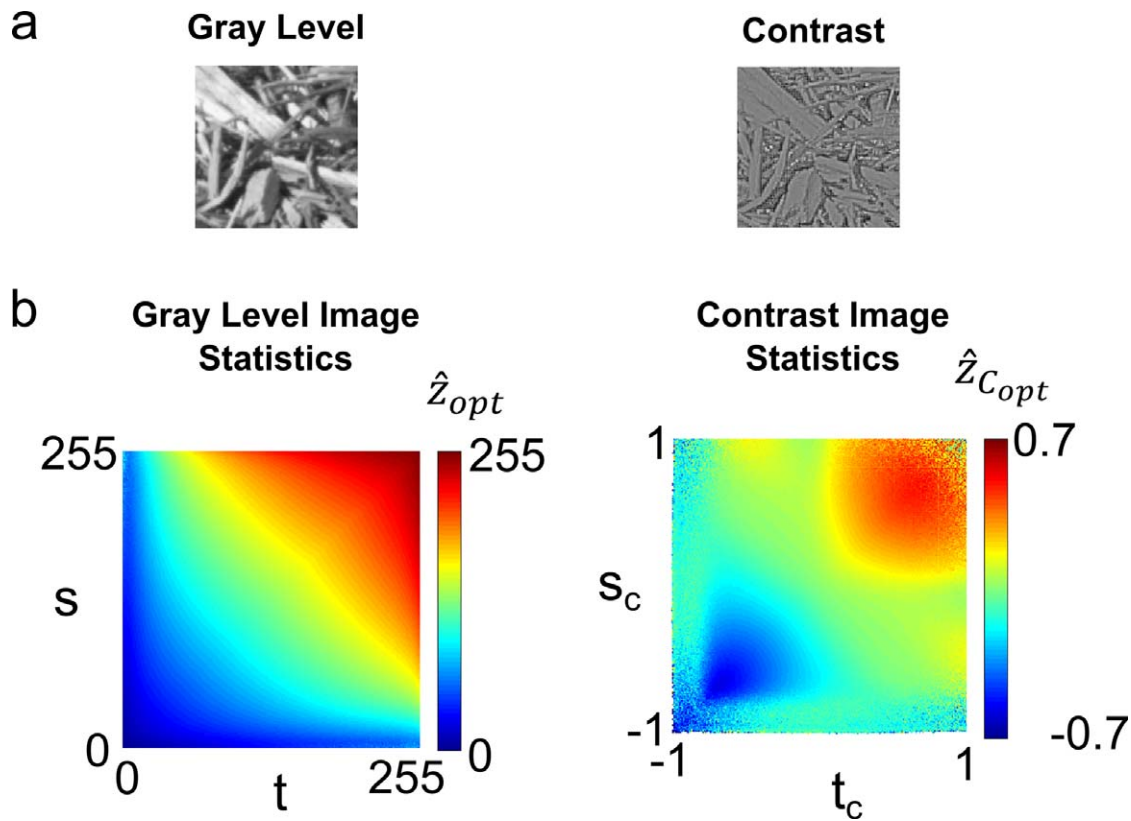 a
Gray Level
Contrast
b
Gray Level Image
Statistics
Contrast Image
Statistics
ẑopt
ẑCopt
255
255
s
0
0
0
255
t
1
0.7
sc
-1
-0.7
-1
1
tc